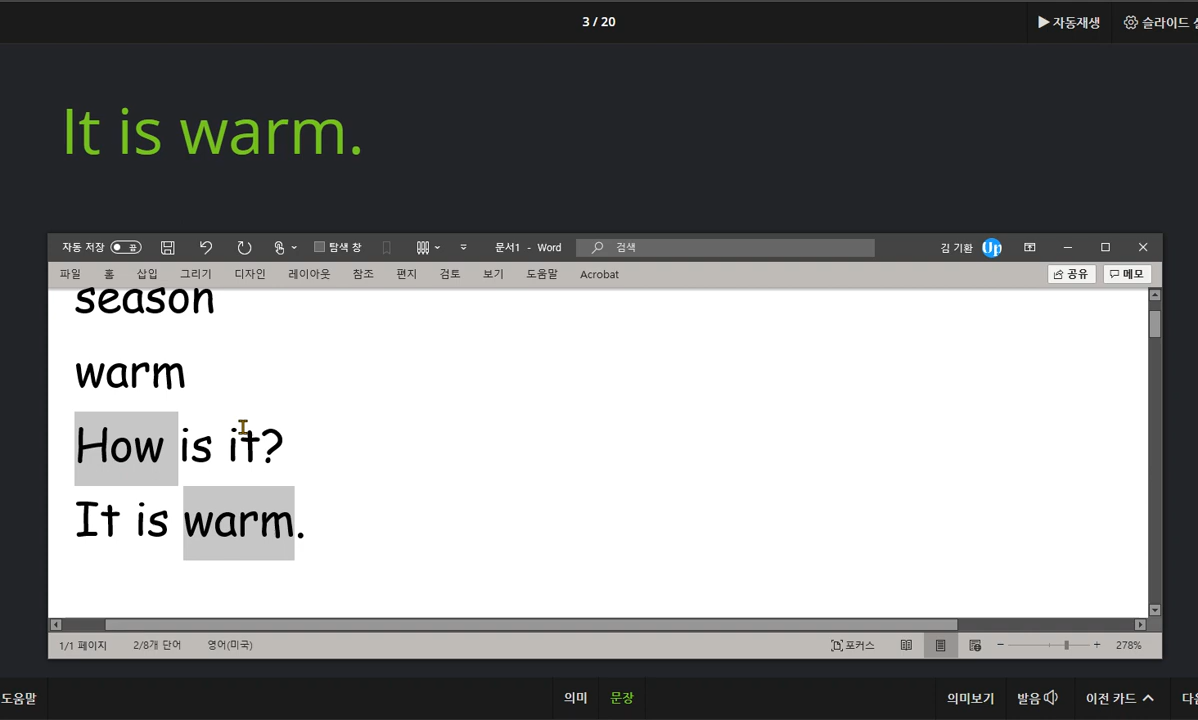 3 / 20
▶ 자동재생
슬라이드
It is warm.
자동 저장
끔
탐색 창
문서1 - Word
검색
김 기환
Up
파일 홈 삽입 그리기 디자인 레이아웃 참조 편지 검토 보기 도움말 Acrobat
공유
메모
season
warm
How is it?
It is warm.
1/1 페이지 2/8개 단어 영어(미국)
포커스
278%
도움말
의미 문장
의미보기 발음 이전 카드